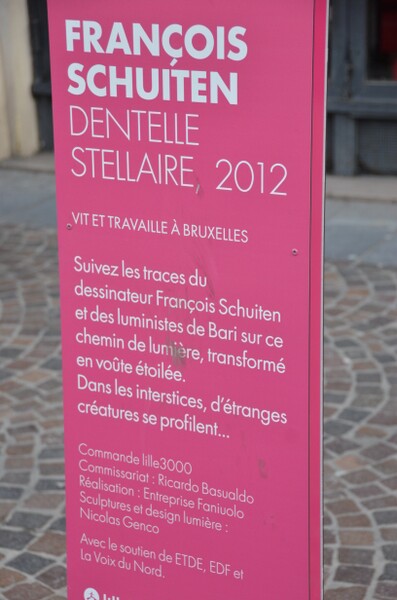 FRANÇOIS
SCHUITEN
DENTELLE
STELLAIRE, 2012
VIT ET TRAVAILLE À BRUXELLES
Suivez les traces du
dessinateur François Schuiten
et des luministes de Bari sur ce
chemin de lumière, transformé
en voûte étoilée.
Dans les interstices, d'étranges
créatures se profilent...
Commande lille3000
Commissariat : Ricardo Basualdo
Réalisation : Entreprise Faniuolo
Sculptures et design lumière :
Nicolas Genco
Avec le soutien de ETDE, EDF et
La Voix du Nord.